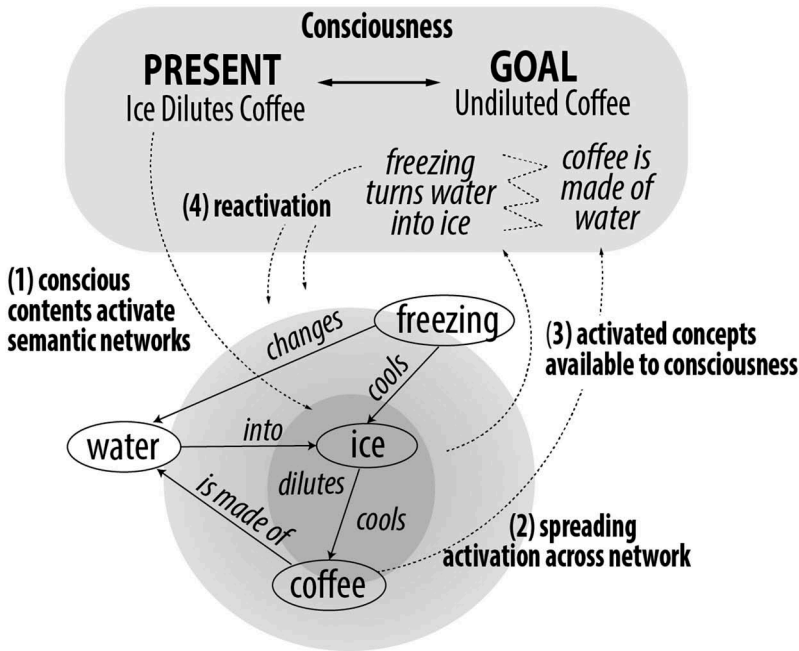 Consciousness
PRESENT
Ice Dilutes Coffee
GOAL
Undiluted Coffee
freezing
turns water
into ice
coffee is
made of
water
(4) reactivation
(1) conscious
contents activate
semantic networks
(3) activated concepts
available to consciousness
changes
freezing
cools
water
into
ice
dilutes
cools
is made of
coffee
(2) spreading
activation across network